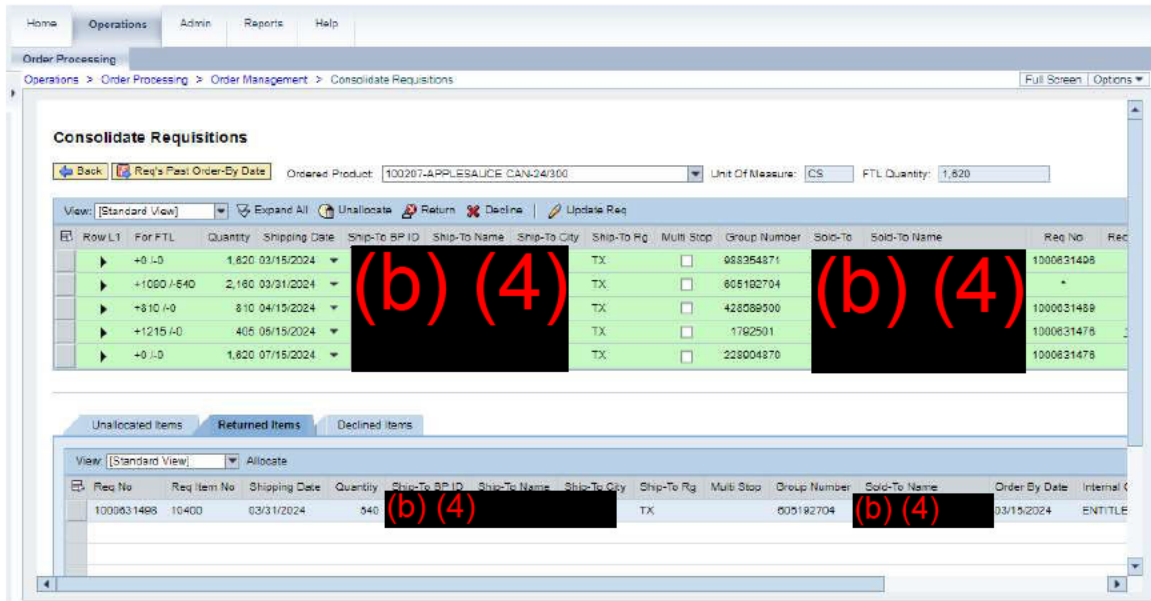 Home Operations Admin Reports Help
Order Processing
Operations > Order Processing > Order Management > Consolidate Requisitions Full Screen Options
Consolidate Requisitions
Back Req's Past Order-By Date Ordered Product: 100207-APPLESAUCE CAN-24/300 Unit Of Measure: CS FTL Quantity: 1,620
View: [Standard View] Expand All Unallocate Return Decline Update Req
Row L1 For FTL Quantity Shipping Date Ship-To BP ID Ship-To Name Ship-To City Ship-To Rg Multi Stop Group Number Sold-To Sold-To Name Req No Req
+0 /-0 1,620 03/15/2024 TX 988354871 1000631498
+1080 /-540 2,160 03/31/2024 TX 605192704 *
(b) (4) (b) (4)
+810 /-0 810 04/15/2024 TX 428589500 1000631489
+1215 /-0 405 05/15/2024 TX 1792501 1000631476
+0 /-0 1,620 07/15/2024 TX 228904870 1000631476
Unallocated Items Returned Items Declined Items
View: [Standard View] Allocate
Req No Req Item No Shipping Date Quantity Ship-To BP ID Ship-To Name Ship-To City Ship-To Rg Multi Stop Group Number Sold-To Name Order By Date Internal
1000631498 10400 03/31/2024 540 (b) (4) TX 605192704 (b) (4) 03/15/2024 ENTITLE